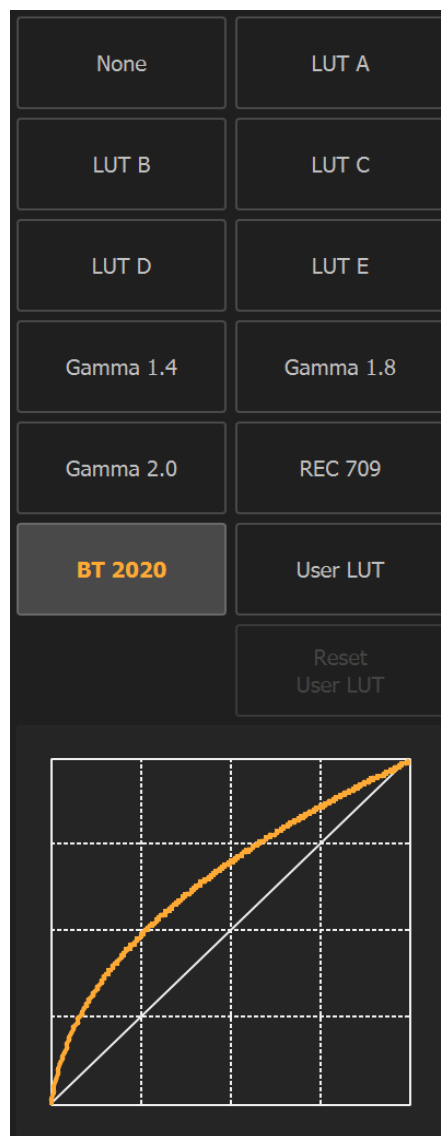 None
LUT A
LUT B
LUT C
LUT D
LUT E
Gamma 1.4
Gamma 1.8
Gamma 2.0
REC 709
BT 2020
User LUT
Reset
User LUT